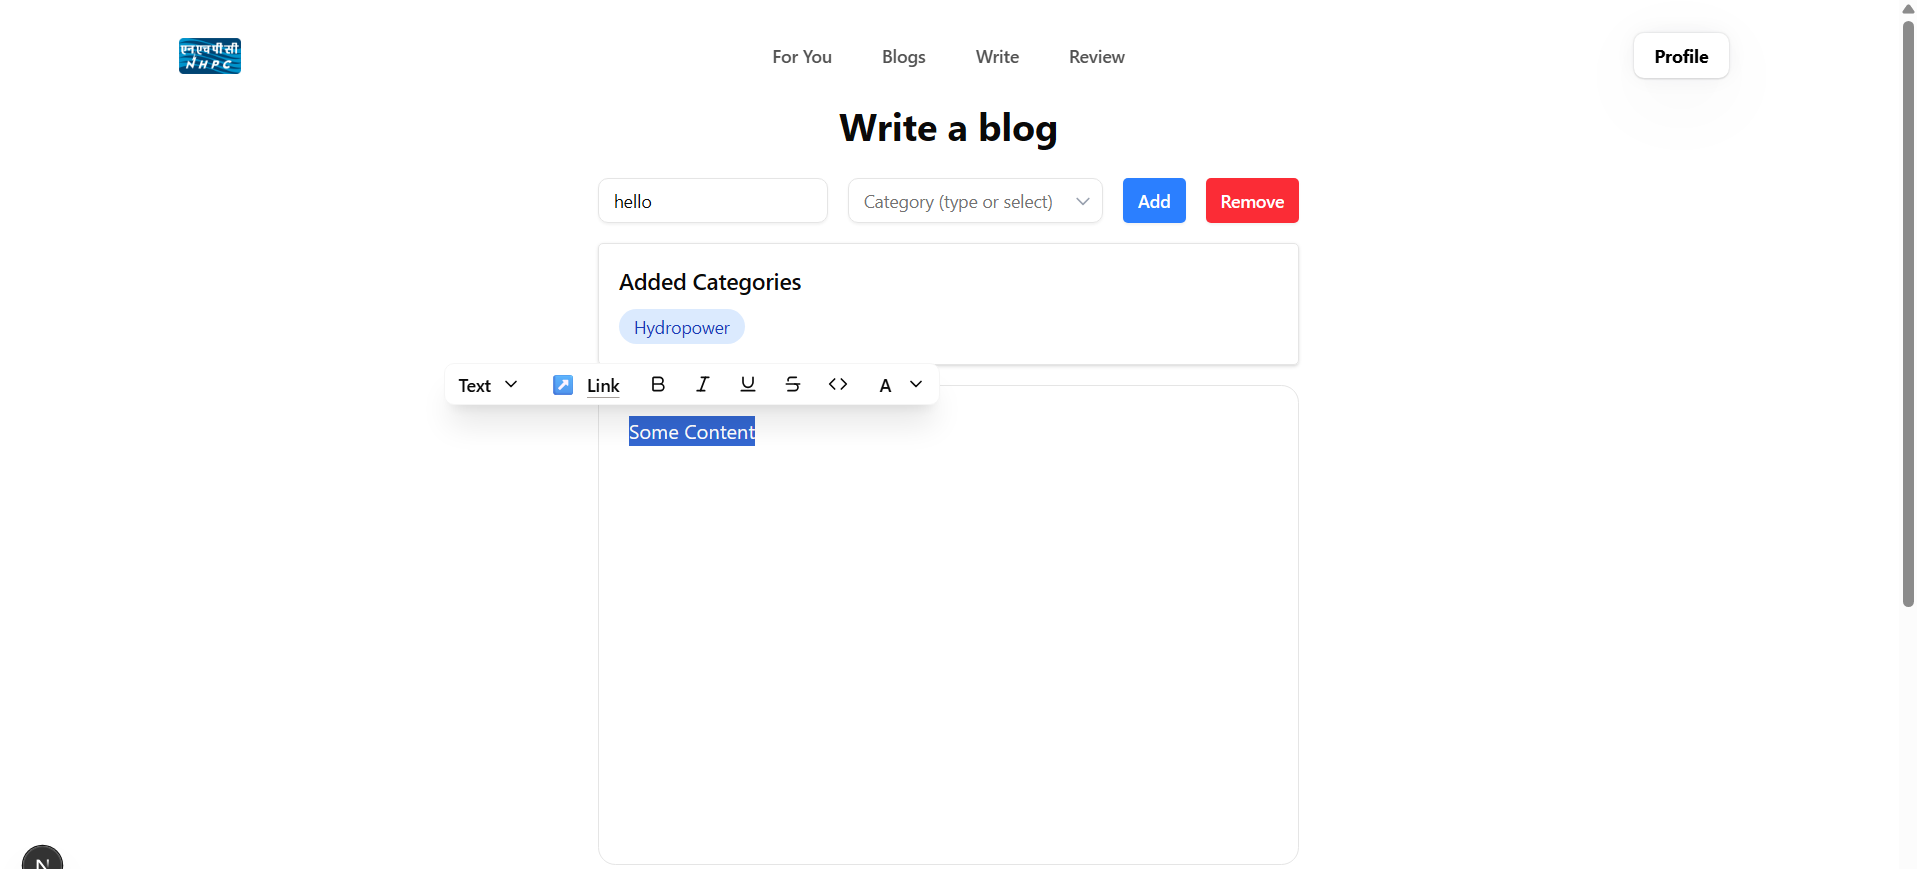 एनएचपीसी
NHPC
For You
Blogs
Write
Review
Profile
Write a blog
hello
Category (type or select)
Add
Remove
Added Categories
Hydropower
Text
Link
B
I
U
S
<>
A
Some Content
N